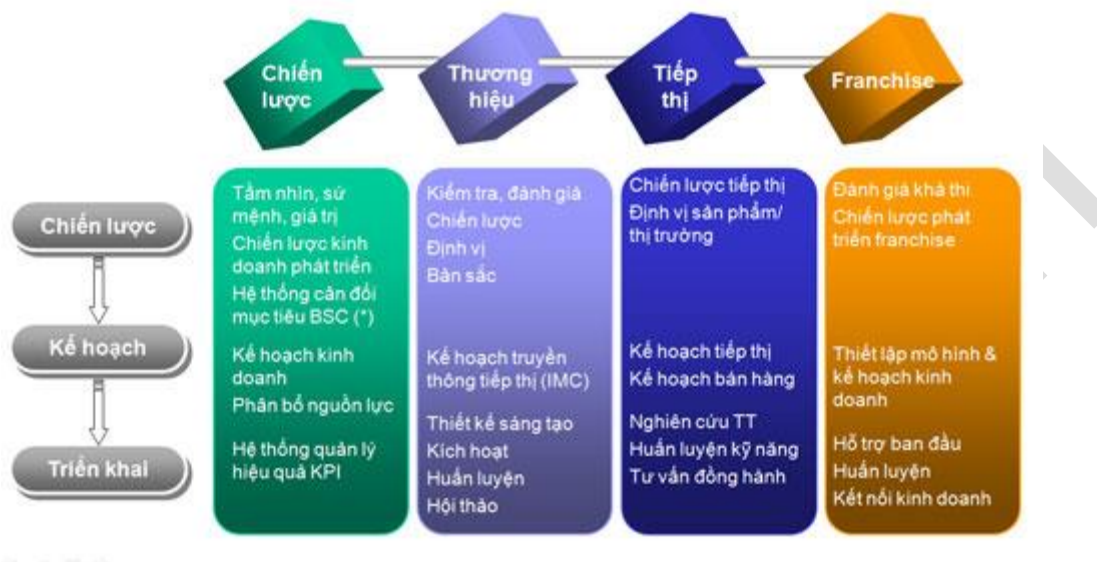 Chiến
lược
Thương
hiệu
Tiếp
thị
Franchise
Chiến lược
Kế hoạch
Triển khai
Tầm nhìn, sứ
mệnh, giá trị
Chiến lược kinh
doanh phát triển
Hệ thống cân đối
mục tiêu BSC (*)
Kế hoạch kinh
doanh
Phân bổ nguồn lực
Hệ thống quản lý
hiệu quả KPI
Kiểm tra, đánh giá
Chiến lược
Định vị
Bản sắc
Kế hoạch truyền
thông tiếp thị (IMC)
Thiết kế sáng tạo
Kích hoạt
Huấn luyện
Hội thảo
Chiến lược tiếp thị
Định vị sản phẩm/
thị trường
Kế hoạch tiếp thị
Kế hoạch bán hàng
Nghiên cứu TT
Huấn luyện kỹ năng
Tư vấn đồng hành
Đánh giá khả thi
Chiến lược phát
triển franchise
Thiết lập mô hình &
kế hoạch kinh
doanh
Hỗ trợ ban đầu
Huấn luyện
Kết nối kinh doanh